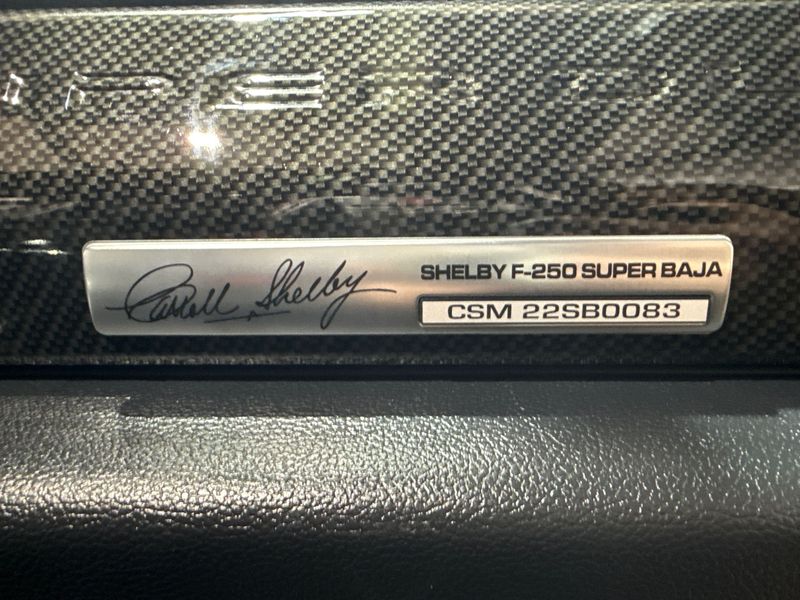 Carroll Shelby
SHELBY F-250 SUPER BAJA
CSM 22SB0083